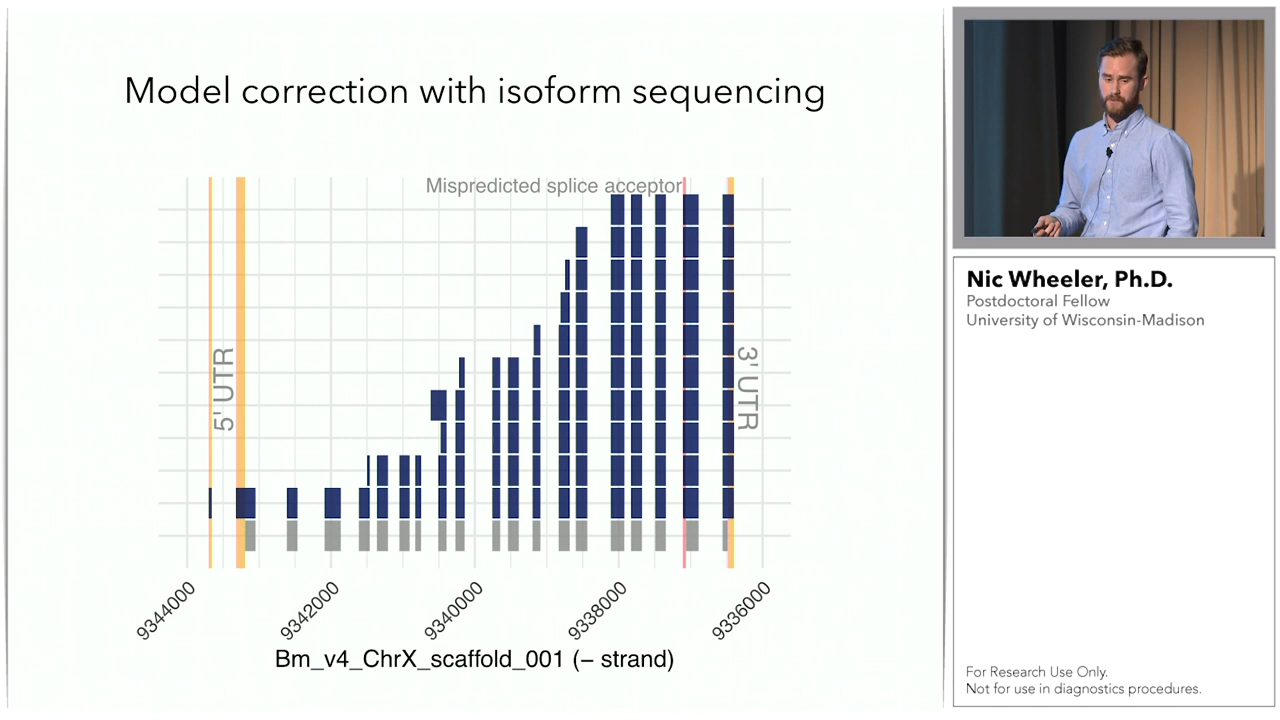 Model correction with isoform sequencing
Mispredicted splice acceptor
5' UTR
3' UTR
9344000
9342000
9340000
9338000
9336000
Bm_v4_ChrX_scaffold_001 (− strand)
Nic Wheeler, Ph.D.
Postdoctoral Fellow
University of Wisconsin-Madison
For Research Use Only.
Not for use in diagnostics procedures.